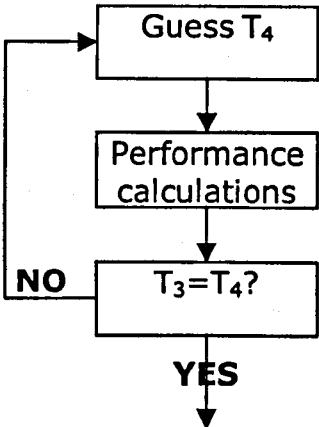 Guess T₄
Performance
calculations
T₃=T₄?
NO
YES